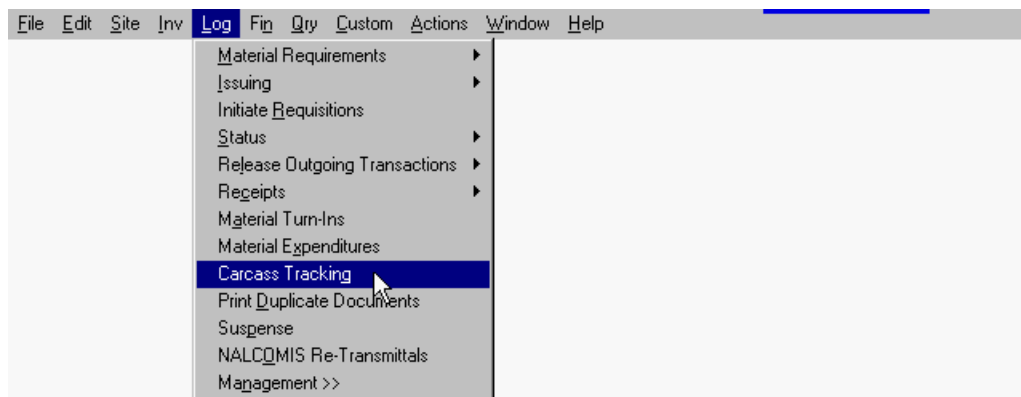 File Edit Site Inv Log Fin Qry Custom Actions Window Help
Material Requirements
Issuing
Initiate Requisitions
Status
Release Outgoing Transactions
Receipts
Material Turn-Ins
Material Expenditures
Carcass Tracking
Print Duplicate Documents
Suspense
NALCOMIS Re-Transmittals
Management >>